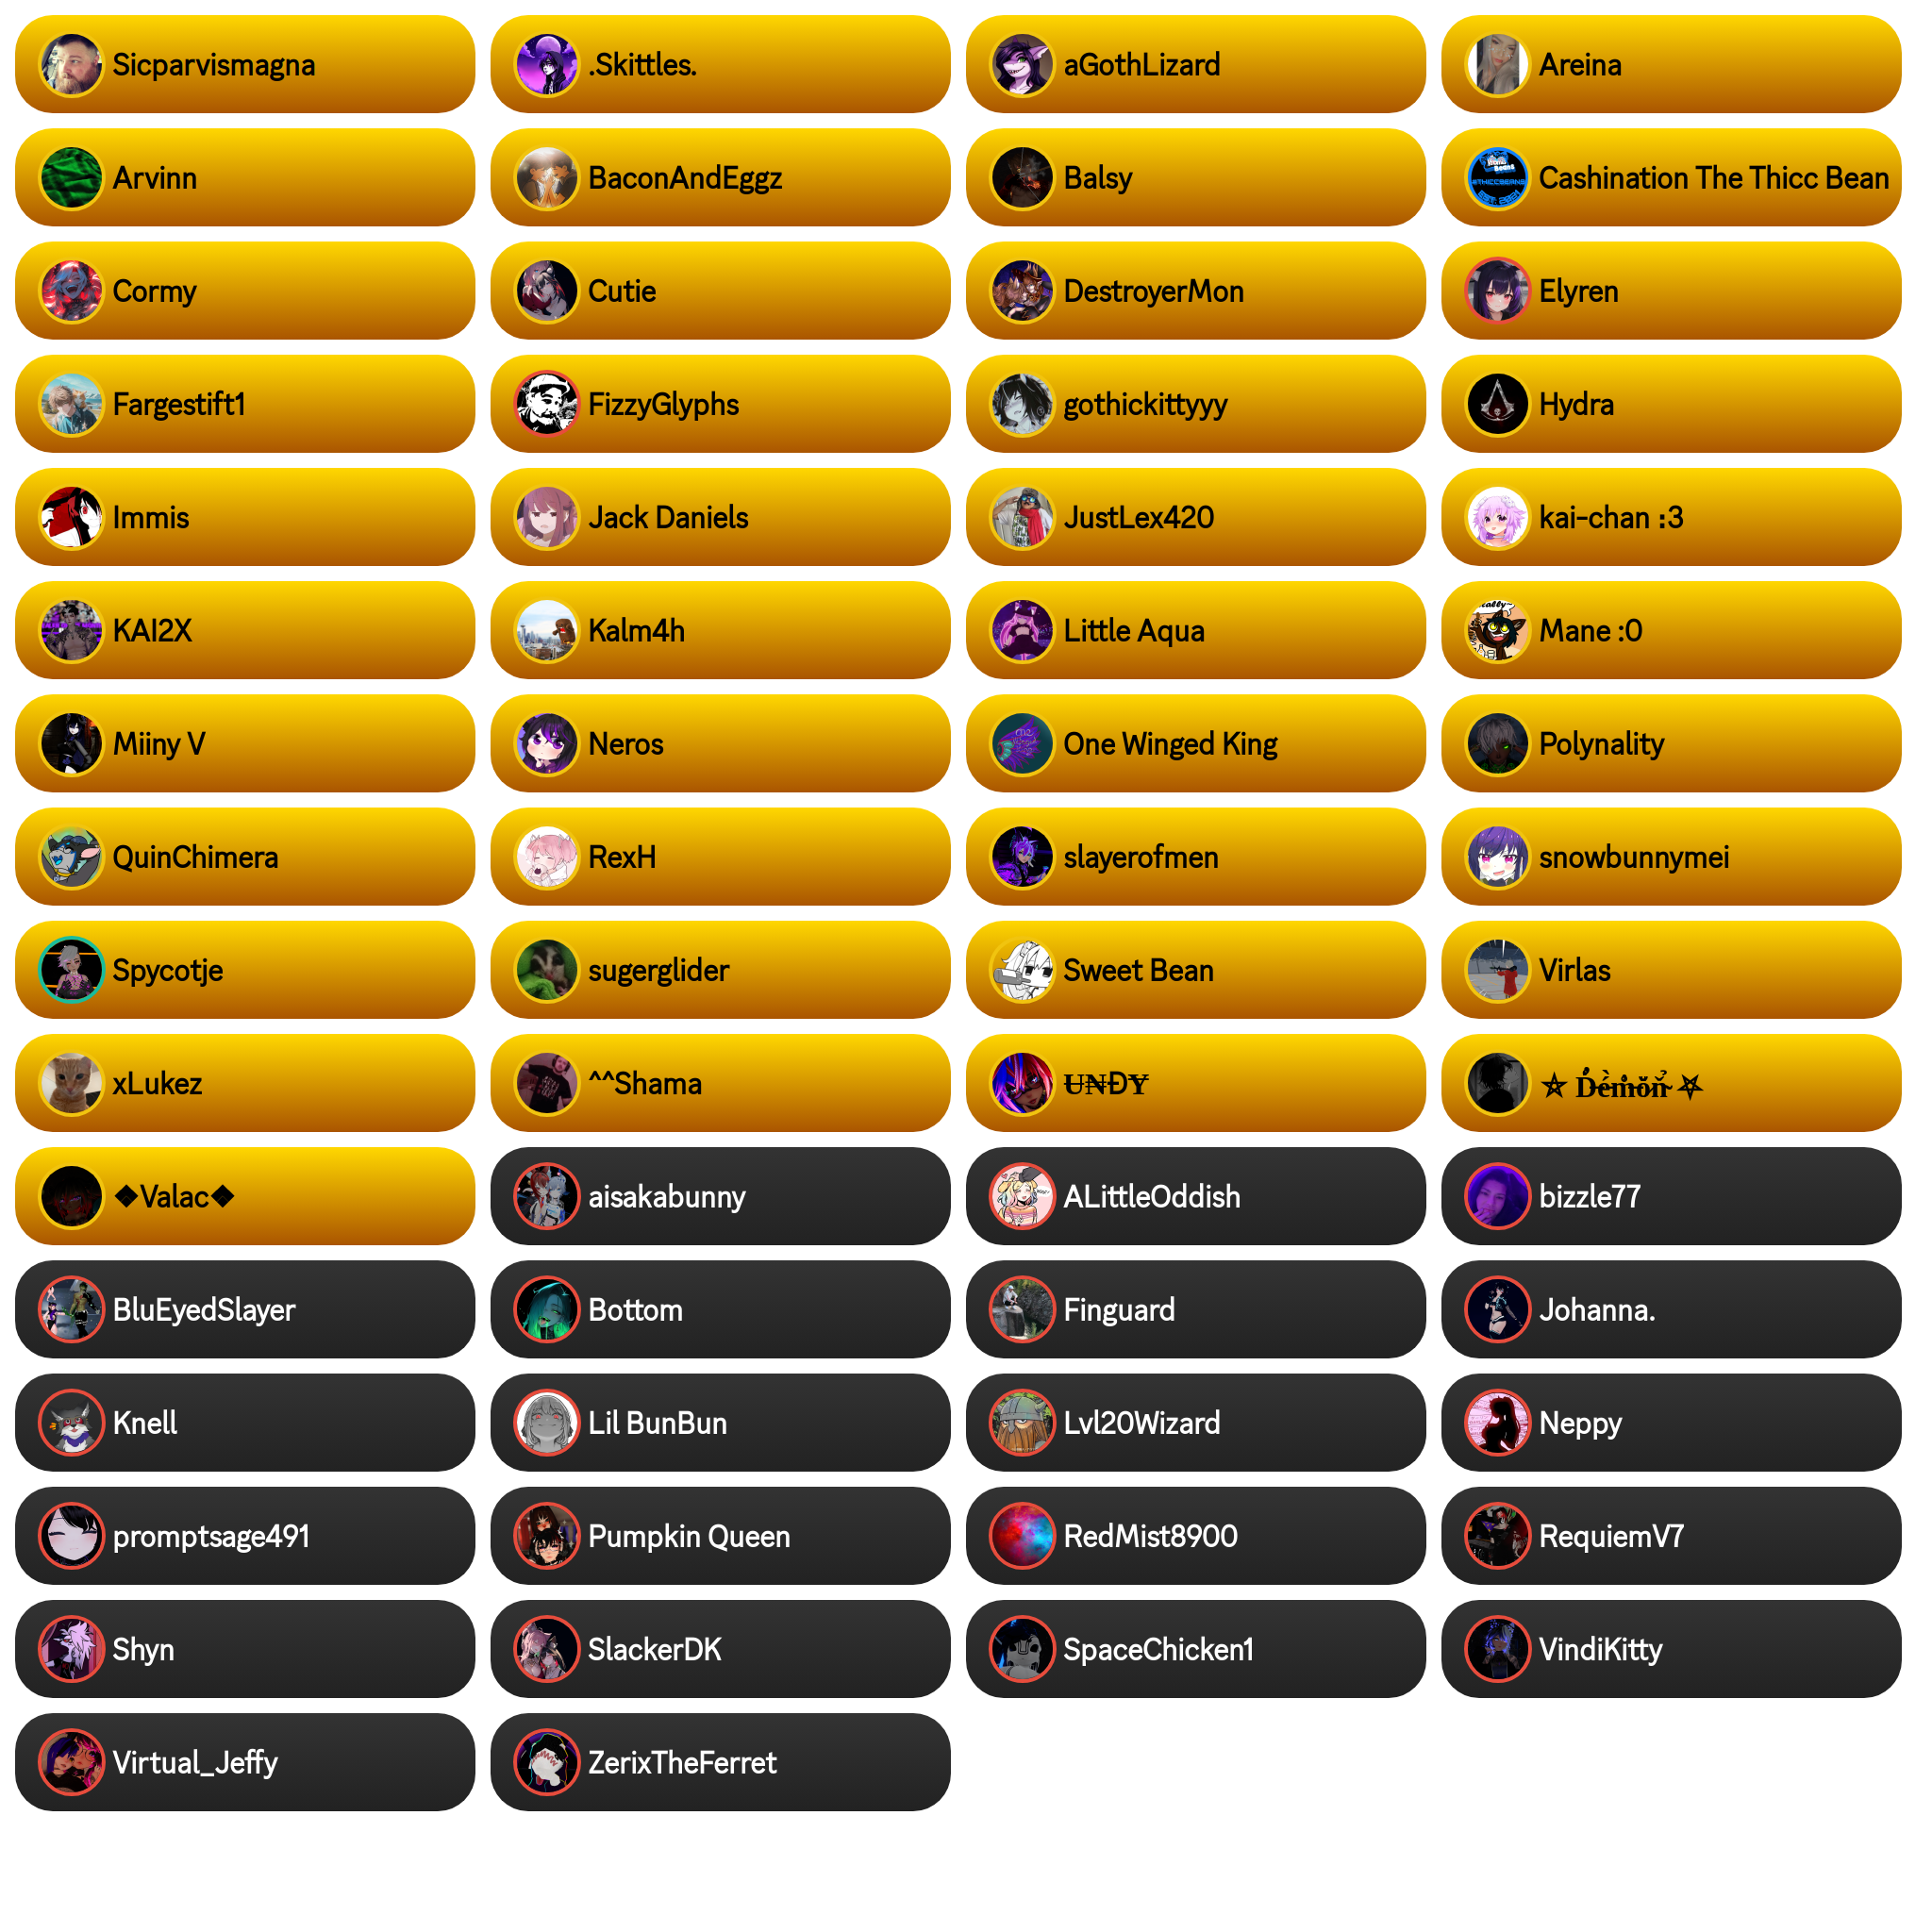 Sicparvismagna
.Skittles.
aGothLizard
Areina
Arvinn
BaconAndEggz
Balsy
Cashination The Thicc Bean
Cormy
Cutie
DestroyerMon
Elyren
Fargestift1
FizzyGlyphs
gothickittyyy
Hydra
Immis
Jack Daniels
JustLex420
kai-chan :3
KAI2X
Kalm4h
Little Aqua
Mane :0
Miiny V
Neros
One Winged King
Polynality
QuinChimera
RexH
slayerofmen
snowbunnymei
Spycotje
sugerglider
Sweet Bean
Virlas
xLukez
^^Shama
❖Valac❖
aisakabunny
ALittleOddish
bizzle77
BluEyedSlayer
Bottom
Finguard
Johanna.
Knell
Lil BunBun
Lvl20Wizard
Neppy
promptsage491
Pumpkin Queen
RedMist8900
RequiemV7
Shyn
SlackerDK
SpaceChicken1
VindiKitty
Virtual_Jeffy
ZerixTheFerret